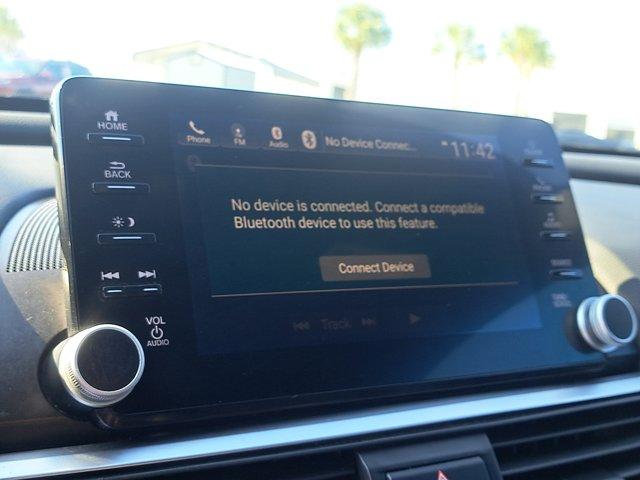 HOME
BACK
VOL
AUDIO
Phone
FM
Audio
No Device Connec...
11:42
No device is connected. Connect a compatible
Bluetooth device to use this feature.
Connect Device
Track